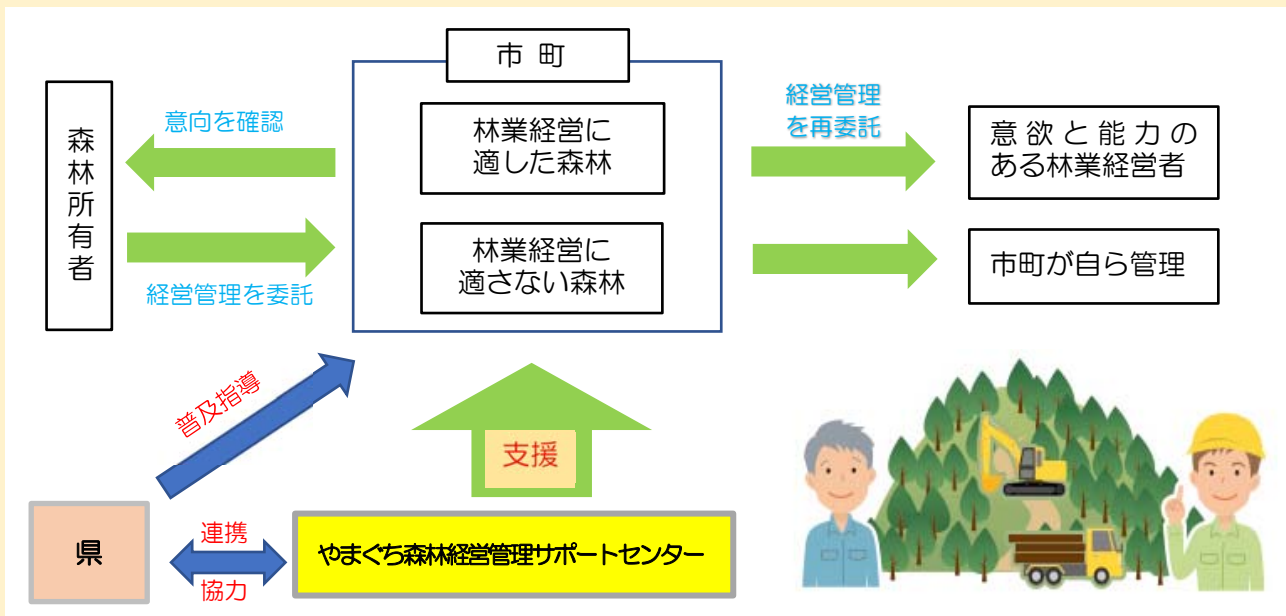 市 町
森林所有者
意向を確認
経営管理を委託
林業経営に
適した森林
林業経営に
適さない森林
経営管理
を再委託
意 欲 と 能 力 の
ある林業経営者
市町が自ら管理
普及指導
支援
県
連携
協力
やまぐち森林経営管理サポートセンター